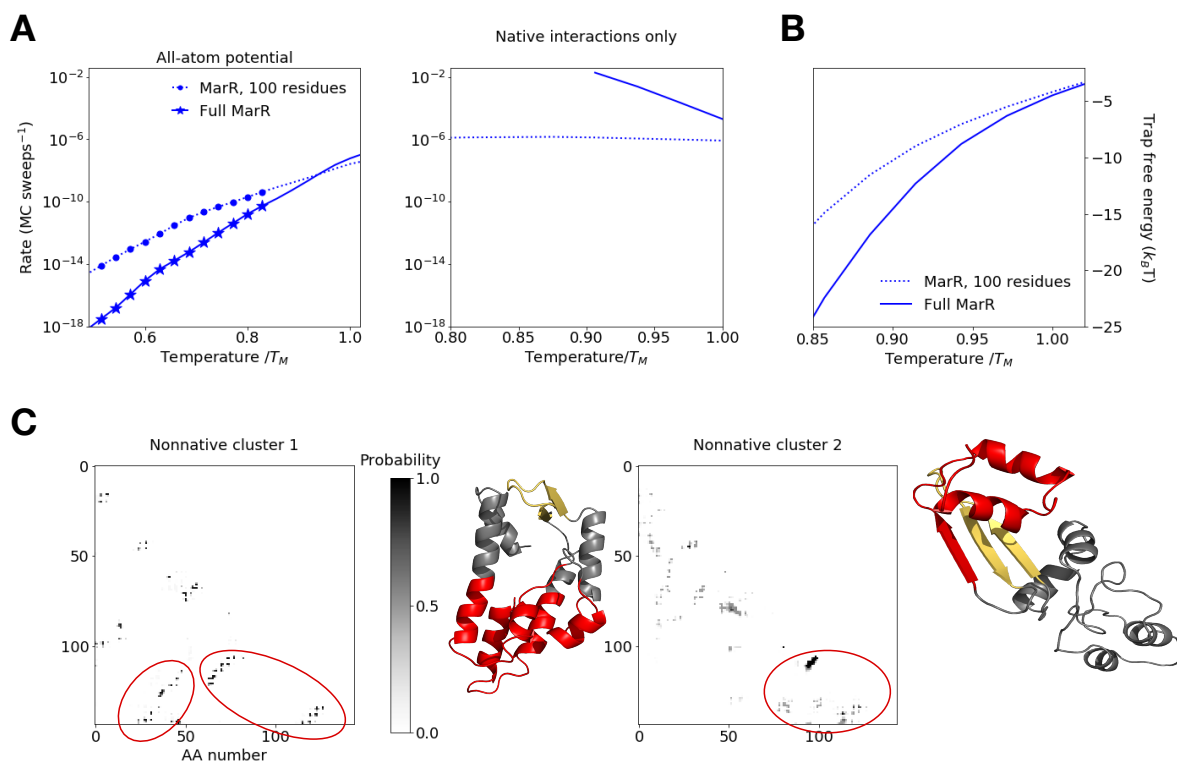 A
All-atom potential
Rate (MC sweeps⁻¹)
10⁻²
10⁻⁶
10⁻¹⁰
10⁻¹⁴
10⁻¹⁸
MarR, 100 residues
Full MarR
0.6
0.8
1.0
Temperature /T_M
Native interactions only
10⁻²
10⁻⁶
10⁻¹⁰
10⁻¹⁴
10⁻¹⁸
0.80
0.85
0.90
0.95
1.00
Temperature/T_M
B
−5
−10
−15
−20
−25
Trap free energy (k_BT)
MarR, 100 residues
Full MarR
0.85
0.90
0.95
1.00
Temperature /T_M
C
Nonnative cluster 1
0
50
100
0
50
100
AA number
Probability
1.0
0.5
0.0
Nonnative cluster 2
0
50
100
0
50
100